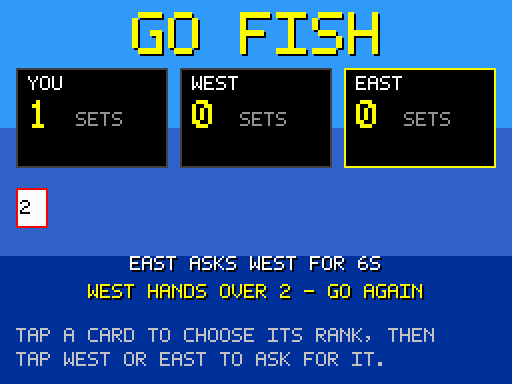 GO FISH
YOU WEST EAST
1 SETS 0 SETS 0 SETS
2
EAST ASKS WEST FOR 6S
WEST HANDS OVER 2 - GO AGAIN
TAP A CARD TO CHOOSE ITS RANK, THEN
TAP WEST OR EAST TO ASK FOR IT.